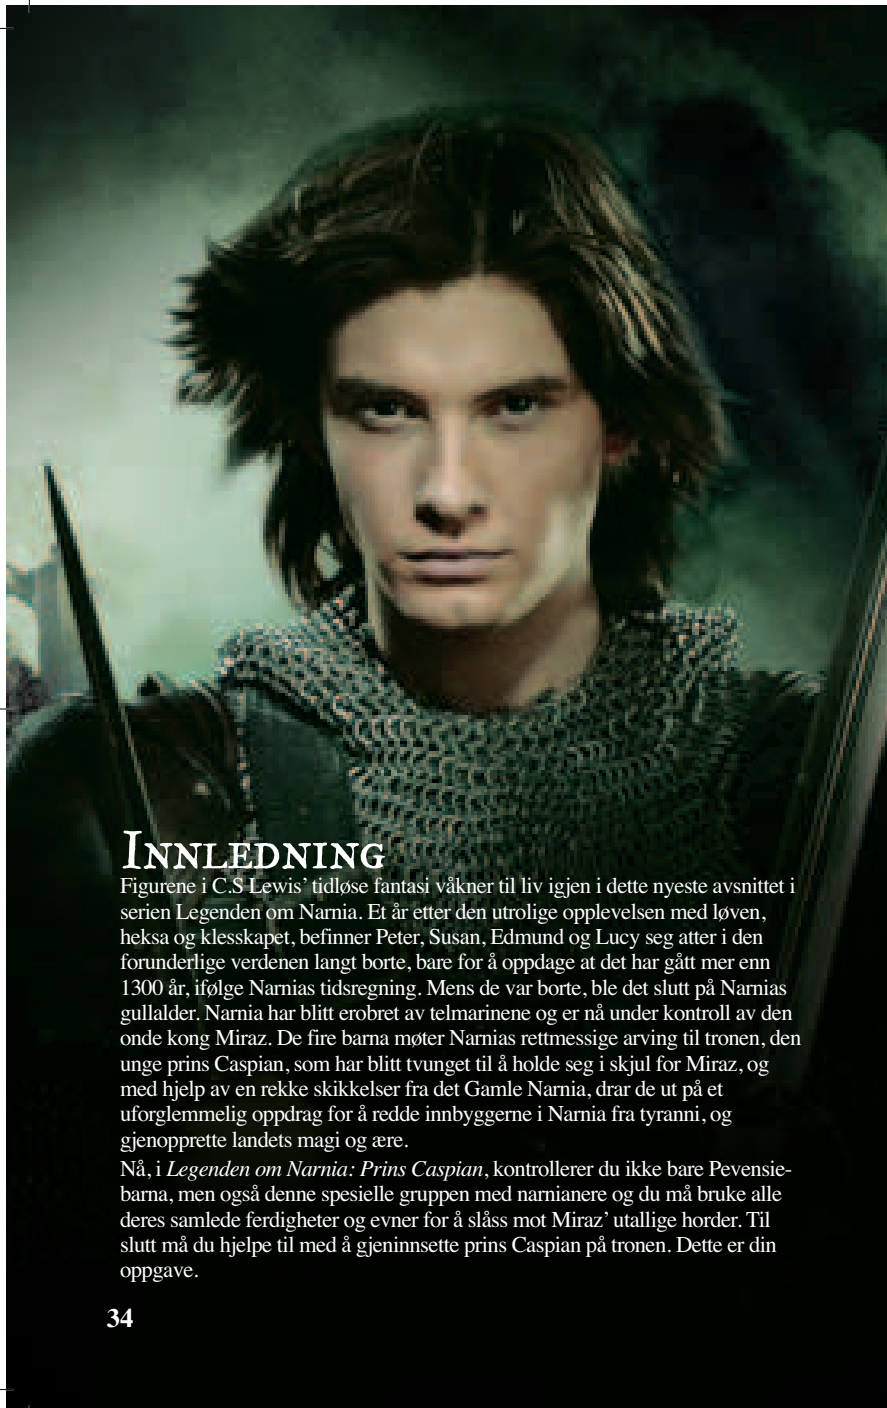 Innledning
Figurene i C.S Lewis’ tidløse fantasi våkner til liv igjen i dette nyeste avsnittet i
serien Legenden om Narnia. Et år etter den utrolige opplevelsen med løven,
heksa og klesskapet, befinner Peter, Susan, Edmund og Lucy seg atter i den
forunderlige verdenen langt borte, bare for å oppdage at det har gått mer enn
1300 år, ifølge Narnias tidsregning. Mens de var borte, ble det slutt på Narnias
gullalder. Narnia har blitt erobret av telmarinene og er nå under kontroll av den
onde kong Miraz. De fire barna møter Narnias rettmessige arving til tronen, den
unge prins Caspian, som har blitt tvunget til å holde seg i skjul for Miraz, og
med hjelp av en rekke skikkelser fra det Gamle Narnia, drar de ut på et
uforglemmelig oppdrag for å redde innbyggerne i Narnia fra tyranni, og
gjenopprette landets magi og ære.
Nå, i Legenden om Narnia: Prins Caspian, kontrollerer du ikke bare Pevensie-
barna, men også denne spesielle gruppen med narnianere og du må bruke alle
deres samlede ferdigheter og evner for å slåss mot Miraz’ utallige horder. Til
slutt må du hjelpe til med å gjeninnsette prins Caspian på tronen. Dette er din
oppgave.
34